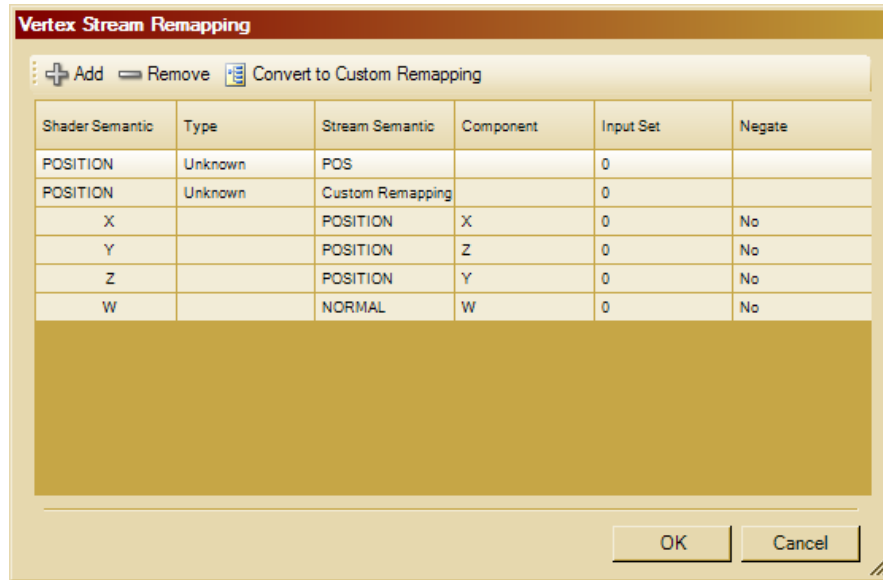 Vertex Stream Remapping
Add Remove Convert to Custom Remapping
Shader Semantic Type Stream Semantic Component Input Set Negate
POSITION Unknown POS 0
POSITION Unknown Custom Remapping 0
X POSITION X 0 No
Y POSITION Z 0 No
Z POSITION Y 0 No
W NORMAL W 0 No
OK Cancel